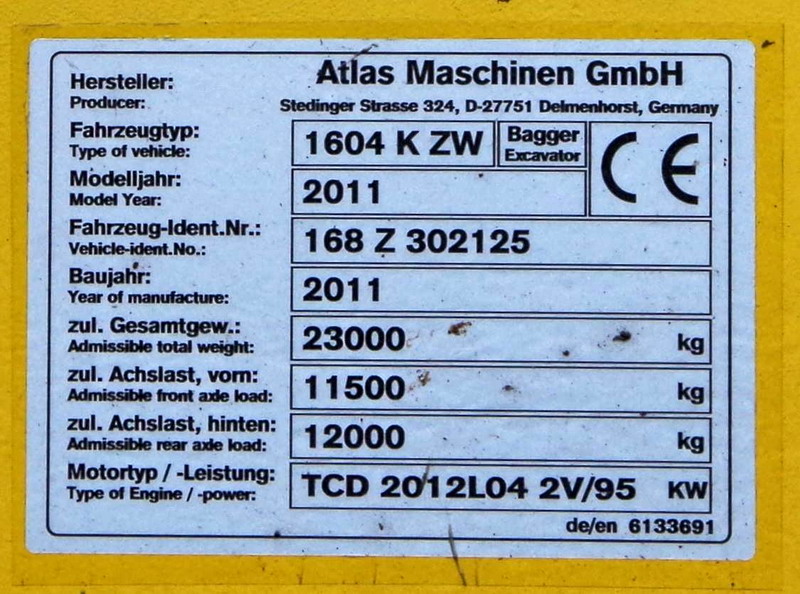 Hersteller: Atlas Maschinen GmbH
Producer: Stedinger Strasse 324, D-27751 Delmenhorst, Germany
Fahrzeugtyp: 1604 K ZW Bagger CE
Type of vehicle: Excavator
Modelljahr: 2011
Model Year:
Fahrzeug-Ident.Nr.: 168 Z 302125
Vehicle-ident.No.:
Baujahr: 2011
Year of manufacture:
zul. Gesamtgew.: 23000 kg
Admissible total weight:
zul. Achslast, vorn: 11500 kg
Admissible front axle load:
zul. Achslast, hinten: 12000 kg
Admissible rear axle load:
Motortyp / -Leistung: TCD 2012L04 2V/95 KW
Type of Engine / -power:
de/en 6133691